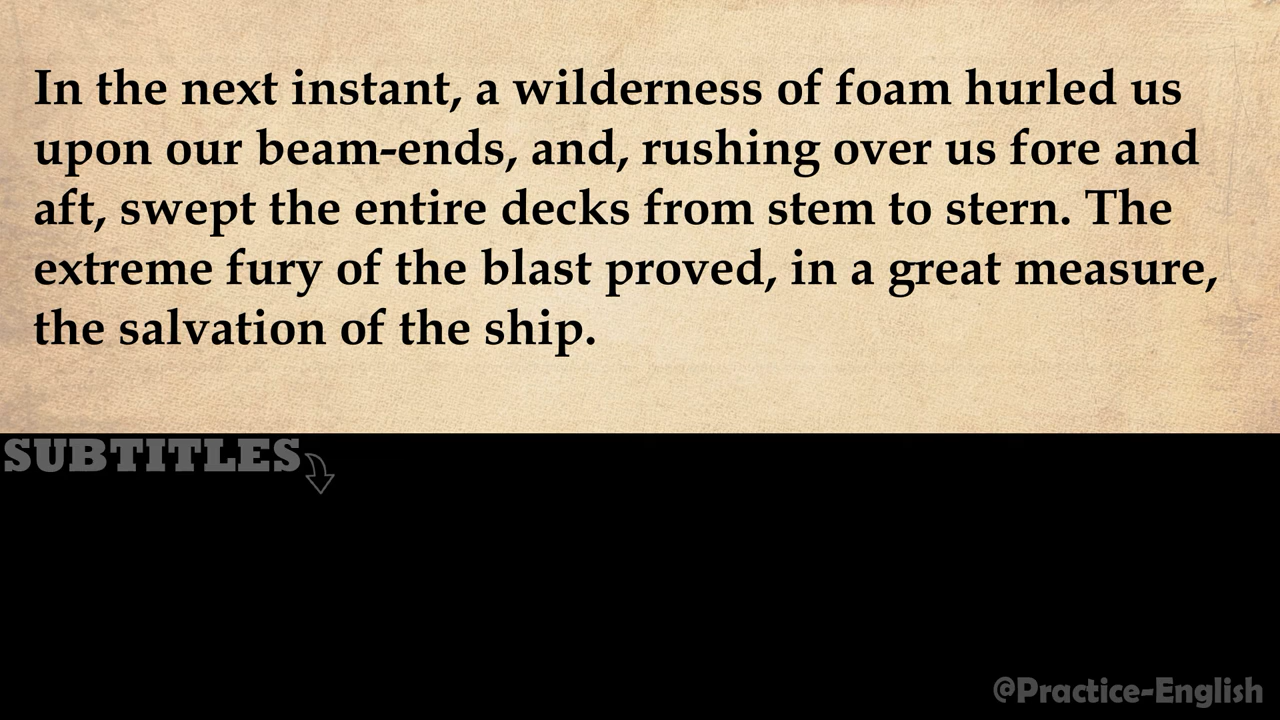 In the next instant, a wilderness of foam hurled us
upon our beam-ends, and, rushing over us fore and
aft, swept the entire decks from stem to stern. The
extreme fury of the blast proved, in a great measure,
the salvation of the ship.
SUBTITLES
@Practice-English